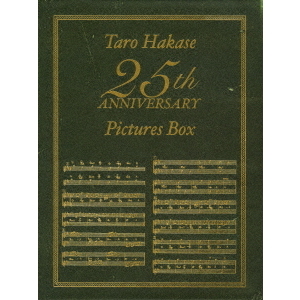 Taro Hakase
25th
ANNIVERSARY
Pictures Box